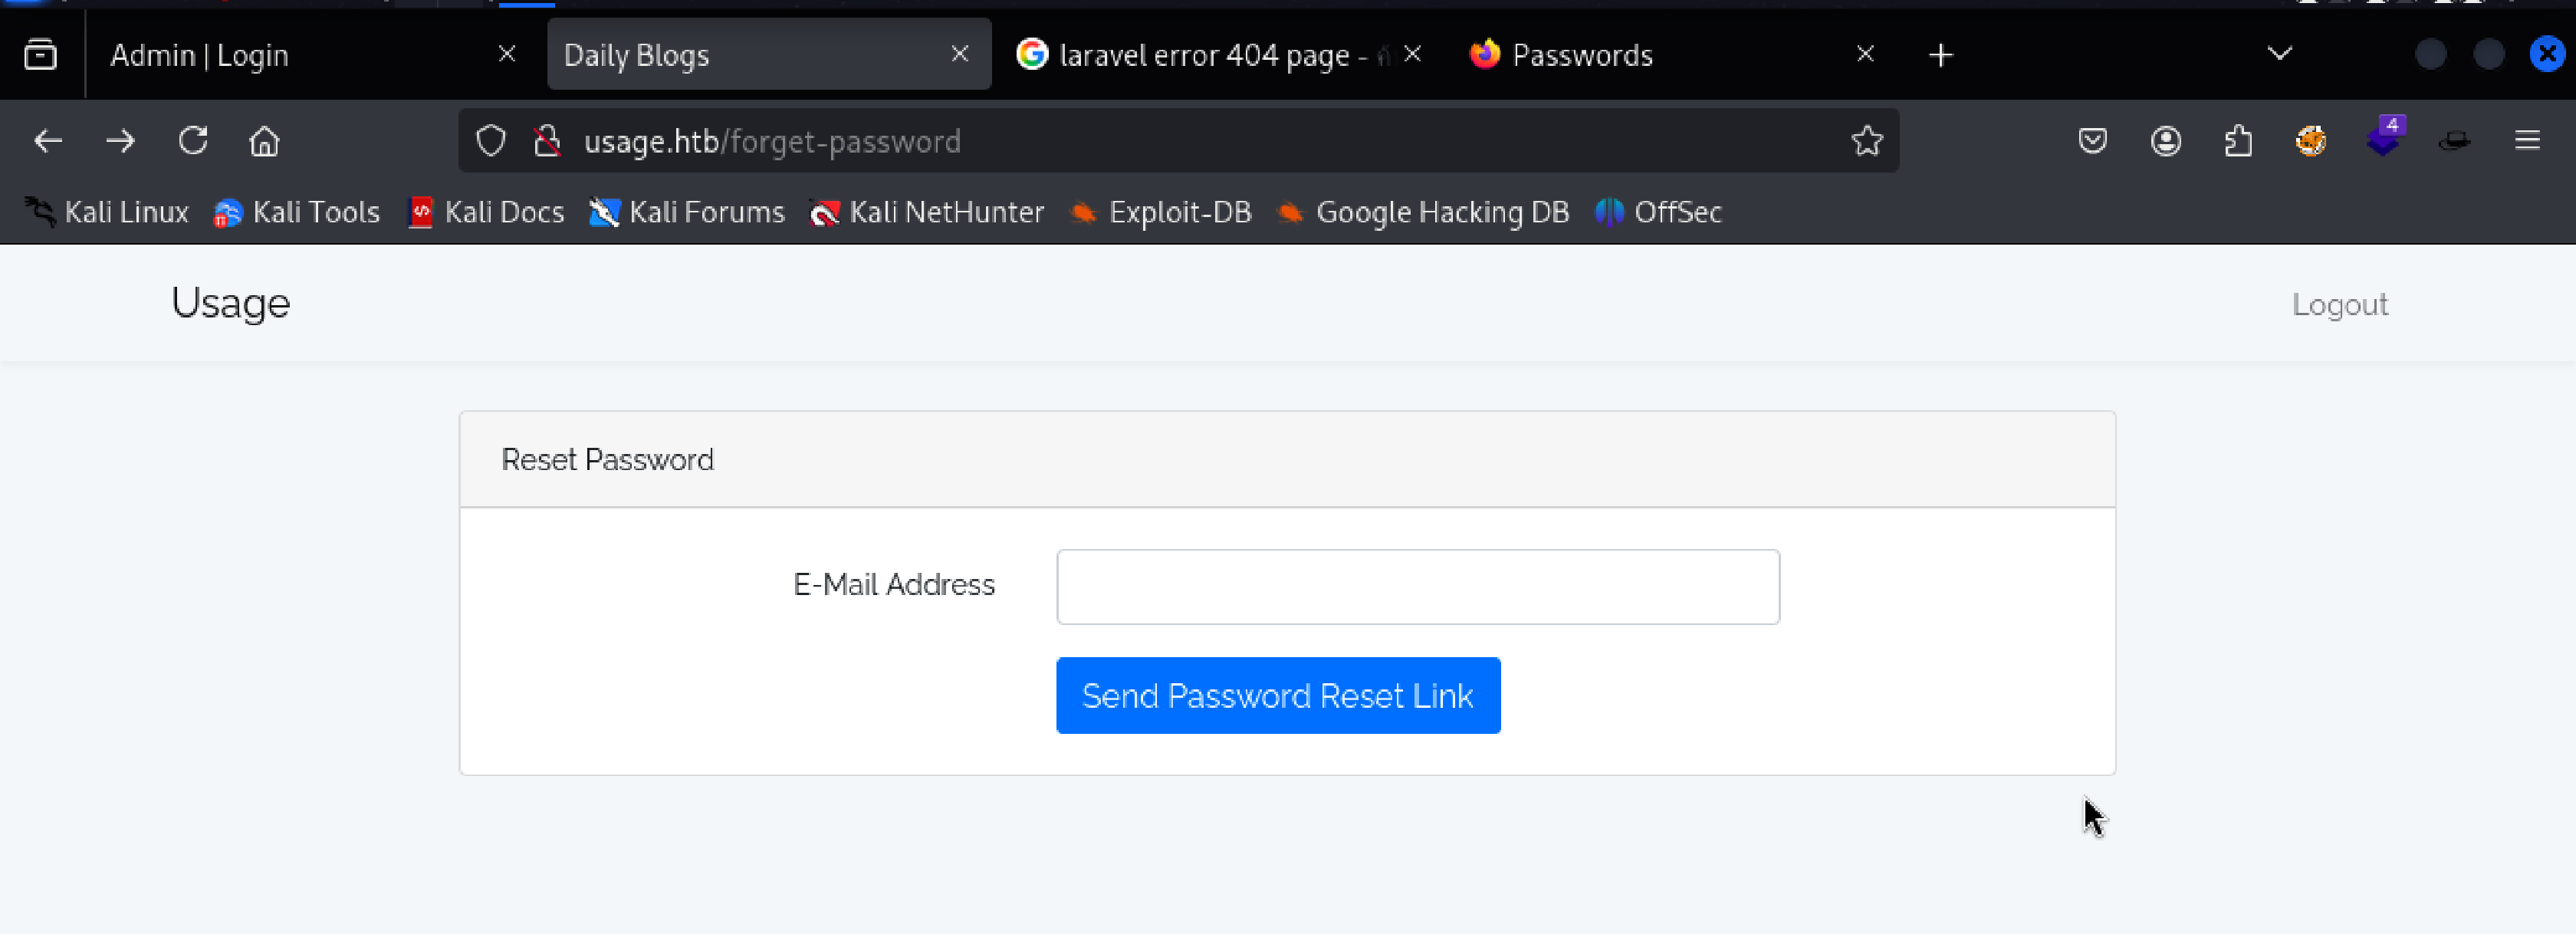 Admin | Login
Daily Blogs
laravel error 404 page -
Passwords
usage.htb/forget-password
4
Kali Linux
Kali Tools
Kali Docs
Kali Forums
Kali NetHunter
Exploit-DB
Google Hacking DB
OffSec
Usage
Logout
Reset Password
E-Mail Address
Send Password Reset Link